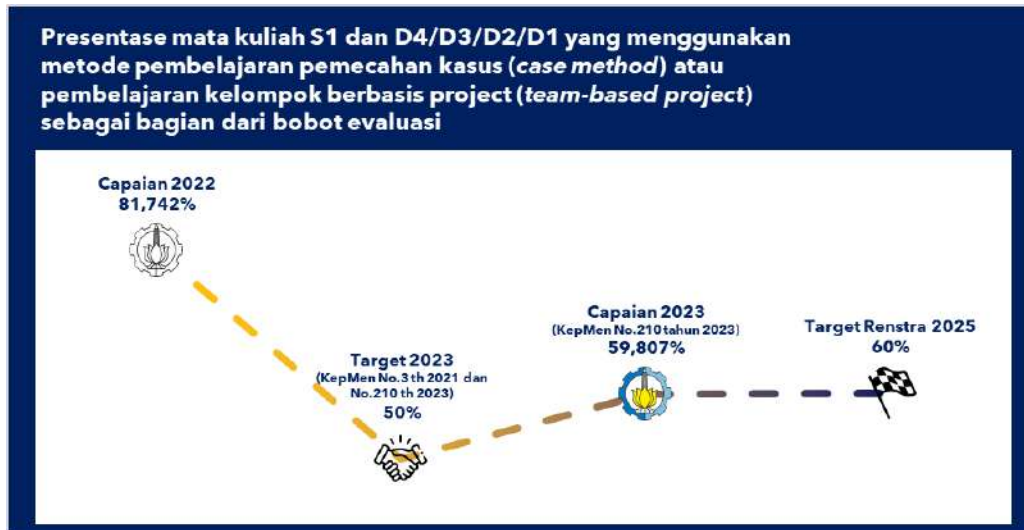 Presentase mata kuliah S1 dan D4/D3/D2/D1 yang menggunakan
metode pembelajaran pemecahan kasus (case method) atau
pembelajaran kelompok berbasis project (team-based project)
sebagai bagian dari bobot evaluasi
Capaian 2022
81,742%
Target 2023
(KepMen No.3 th 2021 dan
No.210 th 2023)
50%
Capaian 2023
(KepMen No.210 tahun 2023)
59,807%
Target Renstra 2025
60%